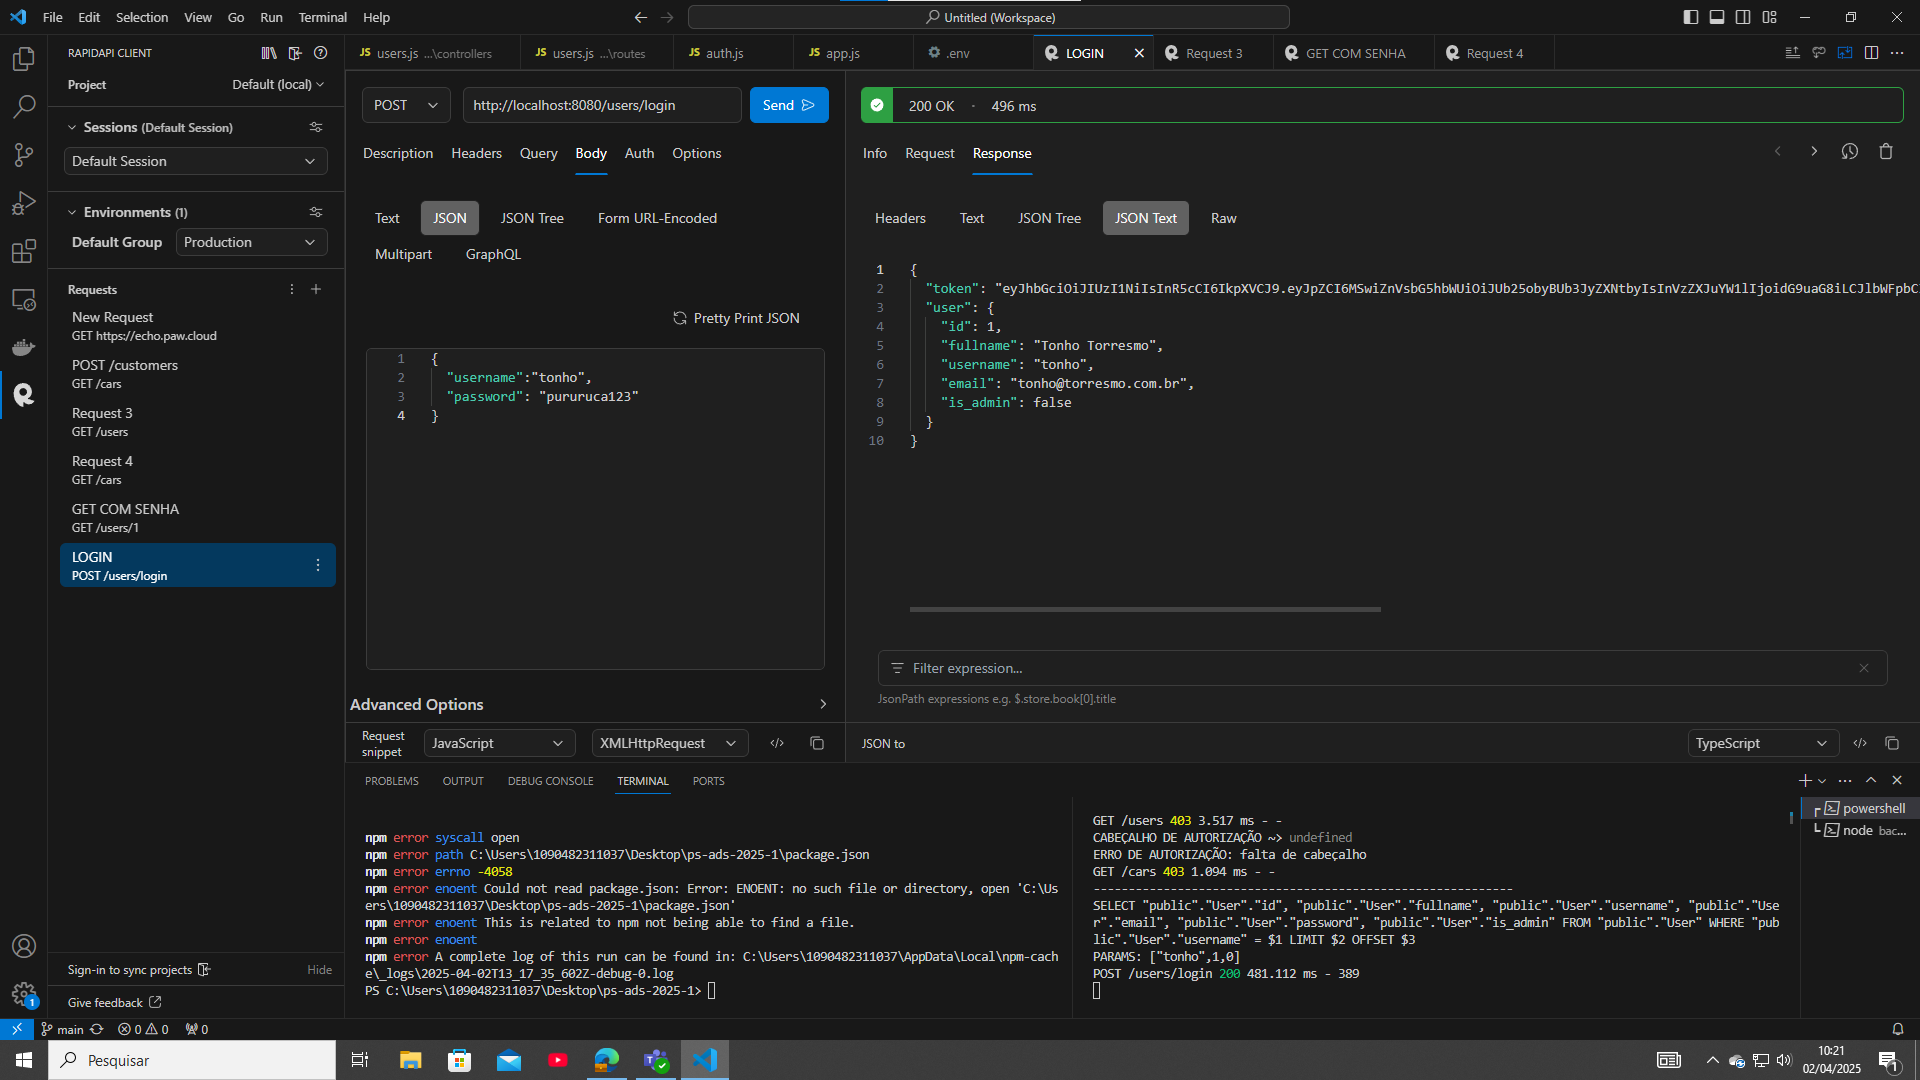 File Edit Selection View Go Run Terminal Help
Untitled (Workspace)
RAPIDAPI CLIENT
Project
Default (local)
Sessions (Default Session)
Default Session
Environments (1)
Default Group
Production
Requests
New Request
GET https://echo.paw.cloud
POST /customers
GET /cars
Request 3
GET /users
Request 4
GET /cars
GET COM SENHA
GET /users/1
LOGIN
POST /users/login
Sign-in to sync projects
Hide
Give feedback
JS users.js ...\controllers
JS users.js ...\routes
JS auth.js
JS app.js
.env
LOGIN
Request 3
GET COM SENHA
Request 4
POST
http://localhost:8080/users/login
Send
Description Headers Query Body Auth Options
Text JSON JSON Tree Form URL-Encoded
Multipart GraphQL
Pretty Print JSON
1 {
2 "username":"tonho",
3 "password": "pururuca123"
4 }
Advanced Options
Request snippet
JavaScript
XMLHttpRequest
200 OK · 496 ms
Info Request Response
Headers Text JSON Tree JSON Text Raw
1 {
2 "token": "eyJhbGciOiJIUzI1NiIsInR5cCI6IkpXVCJ9.eyJpZCI6MSwiZnVsbG5hbWUiOiJUb25obyBUb3JyZXNtbyIsInVzZXJuYW1lIjoidG9uaG8iLCJlbWFpbC
3 "user": {
4 "id": 1,
5 "fullname": "Tonho Torresmo",
6 "username": "tonho",
7 "email": "tonho@torresmo.com.br",
8 "is_admin": false
9 }
10 }
Filter expression...
JsonPath expressions e.g. $.store.book[0].title
JSON to
TypeScript
PROBLEMS OUTPUT DEBUG CONSOLE TERMINAL PORTS
npm error syscall open
npm error path C:\Users\1090482311037\Desktop\ps-ads-2025-1\package.json
npm error errno -4058
npm error enoent Could not read package.json: Error: ENOENT: no such file or directory, open 'C:\Us
ers\1090482311037\Desktop\ps-ads-2025-1\package.json'
npm error enoent This is related to npm not being able to find a file.
npm error enoent
npm error A complete log of this run can be found in: C:\Users\1090482311037\AppData\Local\npm-cach
e\_logs\2025-04-02T13_17_35_602Z-debug-0.log
PS C:\Users\1090482311037\Desktop\ps-ads-2025-1>
GET /users 403 3.517 ms - -
CABEÇALHO DE AUTORIZAÇÃO ~> undefined
ERRO DE AUTORIZAÇÃO: falta de cabeçalho
GET /cars 403 1.094 ms - -
------------------------------------------------------------
SELECT "public"."User"."id", "public"."User"."fullname", "public"."User"."username", "public"."Use
r"."email", "public"."User"."password", "public"."User"."is_admin" FROM "public"."User" WHERE "pub
lic"."User"."username" = $1 LIMIT $2 OFFSET $3
PARAMS: ["tonho",1,0]
POST /users/login 200 481.112 ms - 389
powershell
node bac...
1
main
0 0
0
Pesquisar
10:21
02/04/2025
1